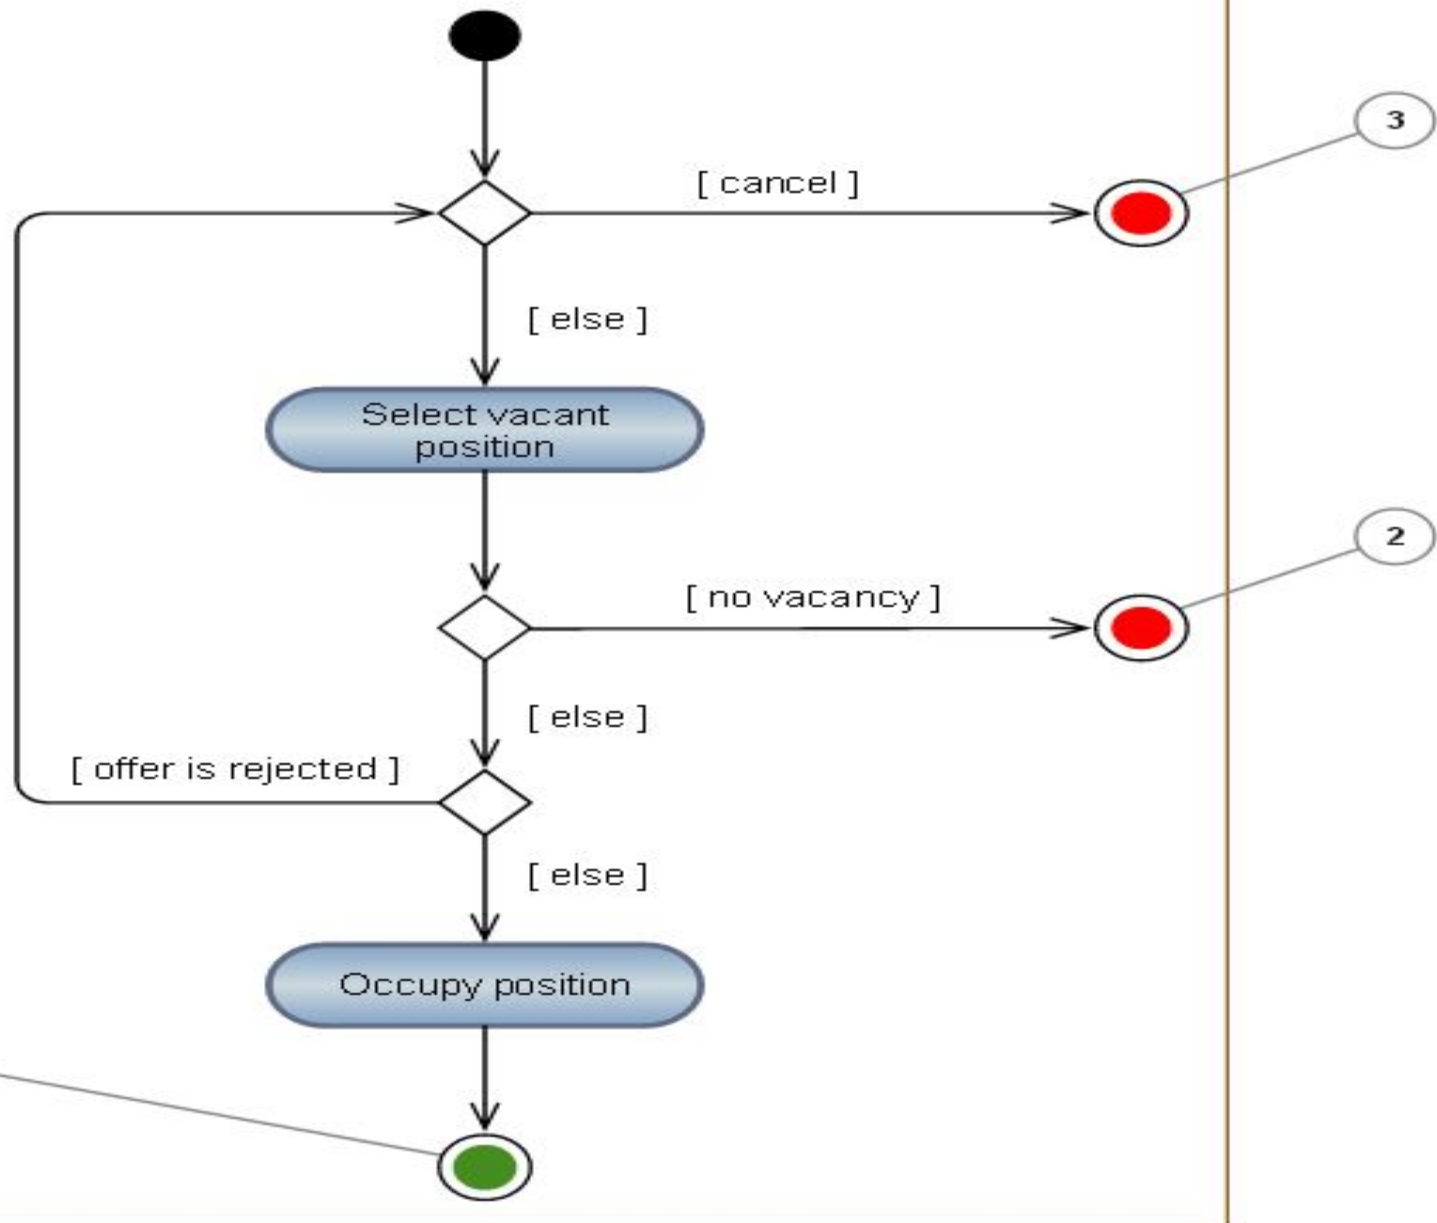 3
[ cancel ]
[ else ]
Select vacant
position
2
[ no vacancy ]
[ else ]
[ offer is rejected ]
[ else ]
Occupy position